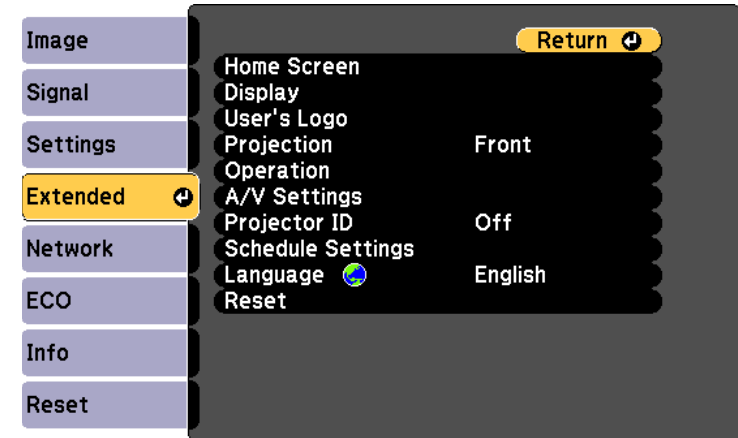 Image
Signal
Settings
Extended
Network
ECO
Info
Reset
Return
Home Screen
Display
User's Logo
Projection Front
Operation
A/V Settings
Projector ID Off
Schedule Settings
Language English
Reset